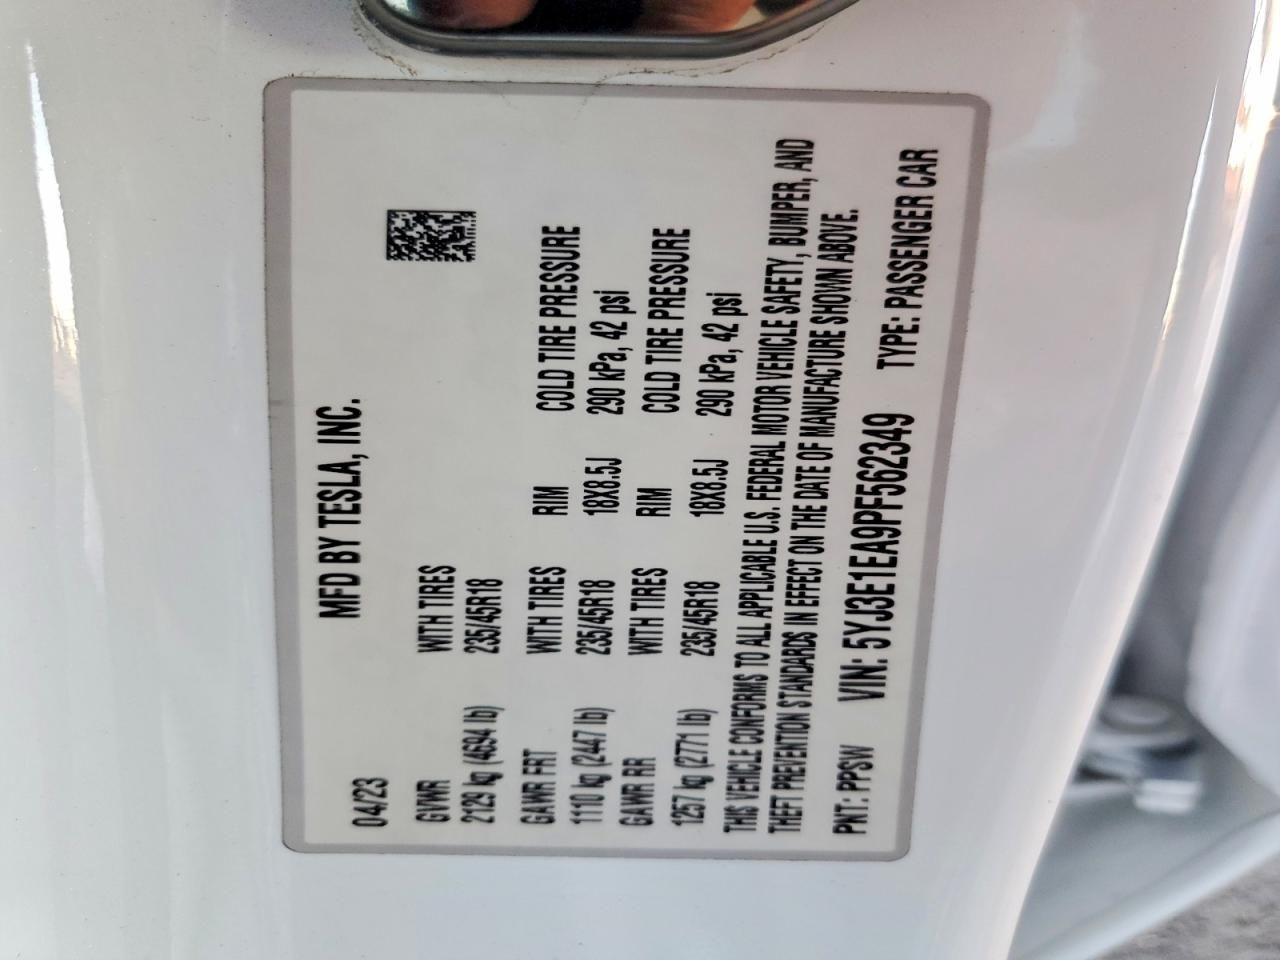 MFD BY TESLA, INC.
04/23
GVWR WITH TIRES
2129 kg (4694 lb) 235/45R18
GAWR FRT WITH TIRES RIM COLD TIRE PRESSURE
1110 kg (2447 lb) 235/45R18 18X8.5J 290 kPa, 42 psi
GAWR RR WITH TIRES RIM COLD TIRE PRESSURE
1257 kg (2771 lb) 235/45R18 18X8.5J 290 kPa, 42 psi
THIS VEHICLE CONFORMS TO ALL APPLICABLE U.S. FEDERAL MOTOR VEHICLE SAFETY, BUMPER, AND
THEFT PREVENTION STANDARDS IN EFFECT ON THE DATE OF MANUFACTURE SHOWN ABOVE.
PNT: PPSW VIN: 5YJ3E1EA9PF562349 TYPE: PASSENGER CAR